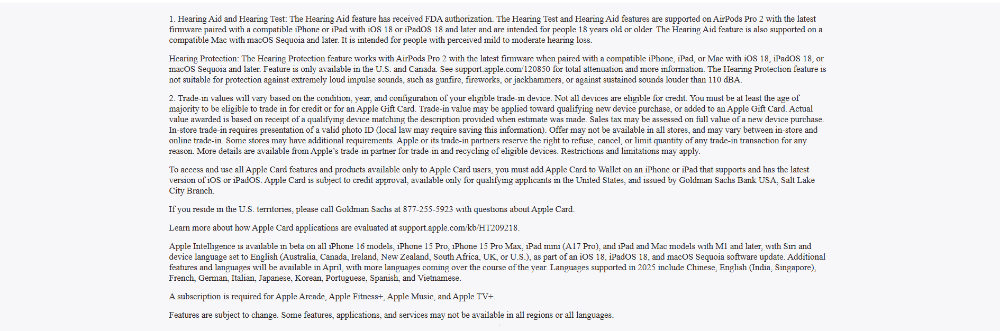 1. Hearing Aid and Hearing Test: The Hearing Aid feature has received FDA authorization. The Hearing Test and Hearing Aid features are supported on AirPods Pro 2 with the latest
firmware paired with a compatible iPhone or iPad with iOS 18 or iPadOS 18 and later and are intended for people 18 years old or older. The Hearing Aid feature is also supported on a
compatible Mac with macOS Sequoia and later. It is intended for people with perceived mild to moderate hearing loss.
Hearing Protection: The Hearing Protection feature works with AirPods Pro 2 with the latest firmware when paired with a compatible iPhone, iPad, or Mac with iOS 18, iPadOS 18, or
macOS Sequoia and later. Feature is only available in the U.S. and Canada. See support.apple.com/120850 for total attenuation and more information. The Hearing Protection feature is
not suitable for protection against extremely loud impulse sounds, such as gunfire, fireworks, or jackhammers, or against sustained sounds louder than 110 dBA.
2. Trade-in values will vary based on the condition, year, and configuration of your eligible trade-in device. Not all devices are eligible for credit. You must be at least the age of
majority to be eligible to trade in for credit or for an Apple Gift Card. Trade-in value may be applied toward qualifying new device purchase, or added to an Apple Gift Card. Actual
value awarded is based on receipt of a qualifying device matching the description provided when estimate was made. Sales tax may be assessed on full value of a new device purchase.
In-store trade-in requires presentation of a valid photo ID (local law may require saving this information). Offer may not be available in all stores, and may vary between in-store and
online trade-in. Some stores may have additional requirements. Apple or its trade-in partners reserve the right to refuse, cancel, or limit quantity of any trade-in transaction for any
reason. More details are available from Apple’s trade-in partner for trade-in and recycling of eligible devices. Restrictions and limitations may apply.
To access and use all Apple Card features and products available only to Apple Card users, you must add Apple Card to Wallet on an iPhone or iPad that supports and has the latest
version of iOS or iPadOS. Apple Card is subject to credit approval, available only for qualifying applicants in the United States, and issued by Goldman Sachs Bank USA, Salt Lake
City Branch.
If you reside in the U.S. territories, please call Goldman Sachs at 877-255-5923 with questions about Apple Card.
Learn more about how Apple Card applications are evaluated at support.apple.com/kb/HT209218.
Apple Intelligence is available in beta on all iPhone 16 models, iPhone 15 Pro, iPhone 15 Pro Max, iPad mini (A17 Pro), and iPad and Mac models with M1 and later, with Siri and
device language set to English (Australia, Canada, Ireland, New Zealand, South Africa, UK, or U.S.), as part of an iOS 18, iPadOS 18, and macOS Sequoia software update. Additional
features and languages will be available in April, with more languages coming over the course of the year. Languages supported in 2025 include Chinese, English (India, Singapore),
French, German, Italian, Japanese, Korean, Portuguese, Spanish, and Vietnamese.
A subscription is required for Apple Arcade, Apple Fitness+, Apple Music, and Apple TV+.
Features are subject to change. Some features, applications, and services may not be available in all regions or all languages.